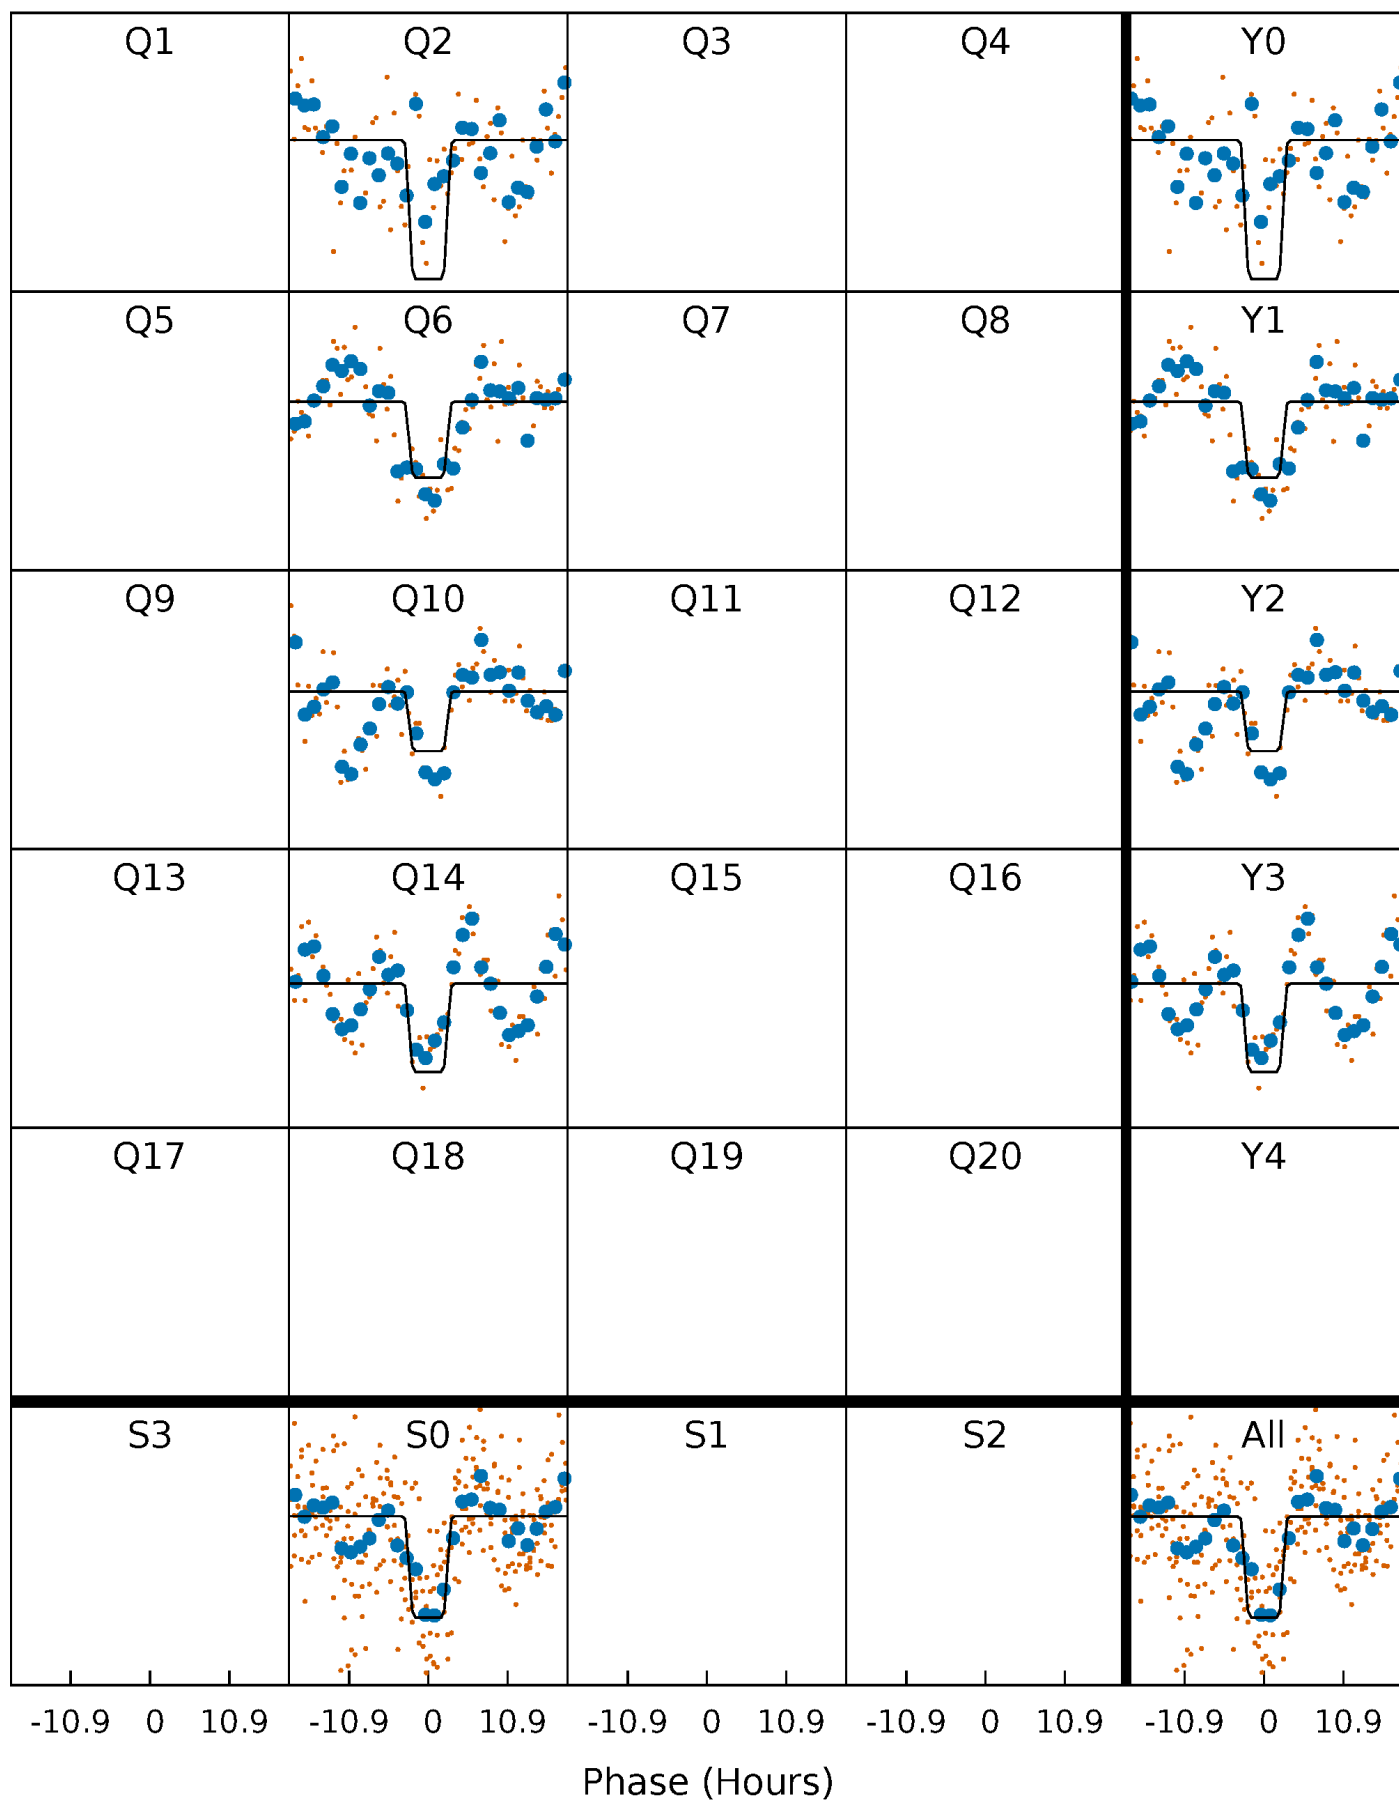 Q1 Q2 Q3 Q4 Y0
Q5 Q6 Q7 Q8 Y1
Q9 Q10 Q11 Q12 Y2
Q13 Q14 Q15 Q16 Y3
Q17 Q18 Q19 Q20 Y4
S3 S0 S1 S2 All
-10.9 0 10.9 -10.9 0 10.9 -10.9 0 10.9 -10.9 0 10.9 -10.9 0 10.9
Phase (Hours)